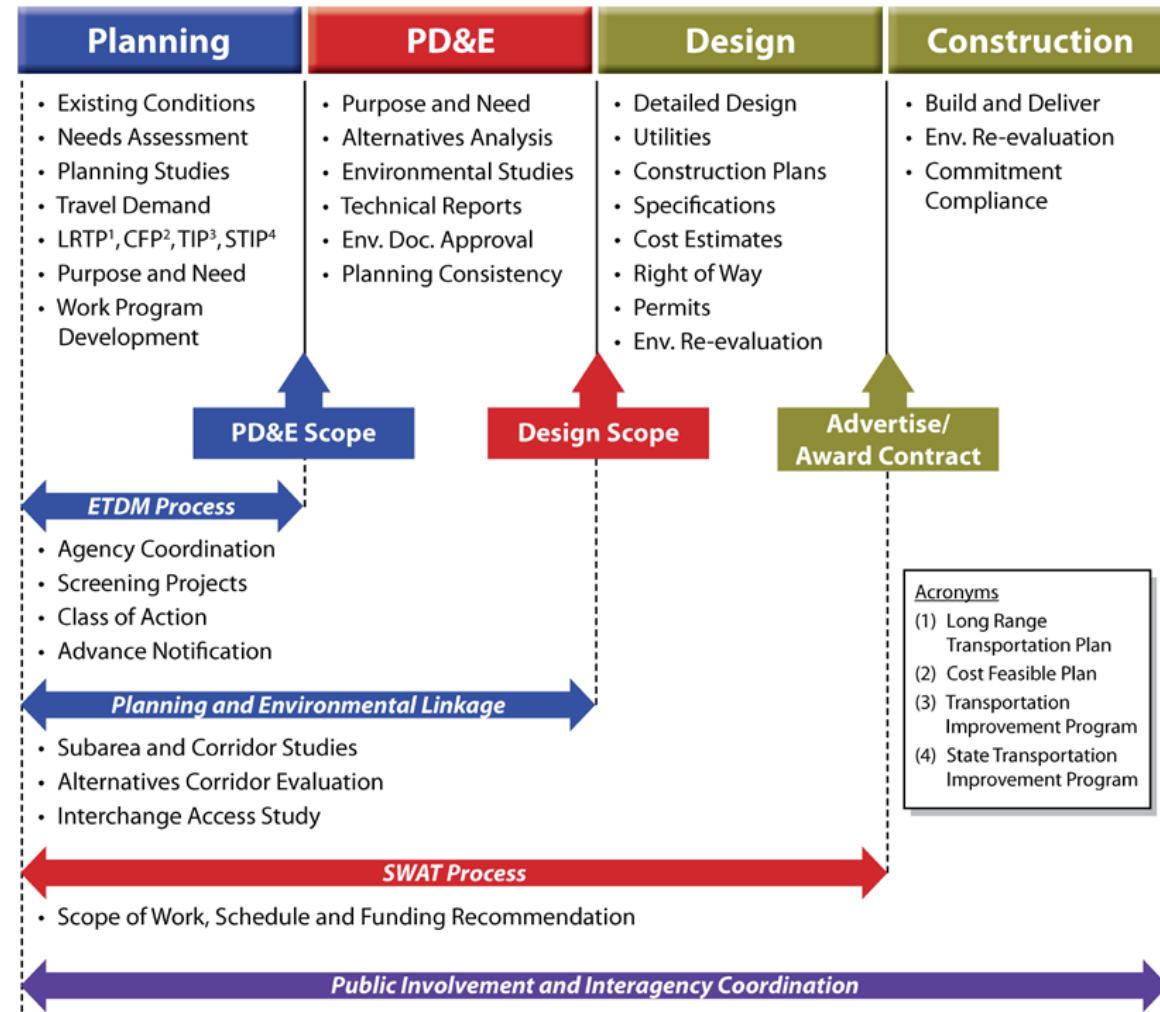 Planning
PD&E
Design
Construction
• Existing Conditions
• Needs Assessment
• Planning Studies
• Travel Demand
• LRTP¹, CFP², TIP³, STIP⁴
• Purpose and Need
• Work Program
Development
• Purpose and Need
• Alternatives Analysis
• Environmental Studies
• Technical Reports
• Env. Doc. Approval
• Planning Consistency
• Detailed Design
• Utilities
• Construction Plans
• Specifications
• Cost Estimates
• Right of Way
• Permits
• Env. Re-evaluation
• Build and Deliver
• Env. Re-evaluation
• Commitment
Compliance
PD&E Scope
Design Scope
Advertise/
Award Contract
ETDM Process
• Agency Coordination
• Screening Projects
• Class of Action
• Advance Notification
Planning and Environmental Linkage
• Subarea and Corridor Studies
• Alternatives Corridor Evaluation
• Interchange Access Study
Acronyms
(1) Long Range
Transportation Plan
(2) Cost Feasible Plan
(3) Transportation
Improvement Program
(4) State Transportation
Improvement Program
SWAT Process
• Scope of Work, Schedule and Funding Recommendation
Public Involvement and Interagency Coordination